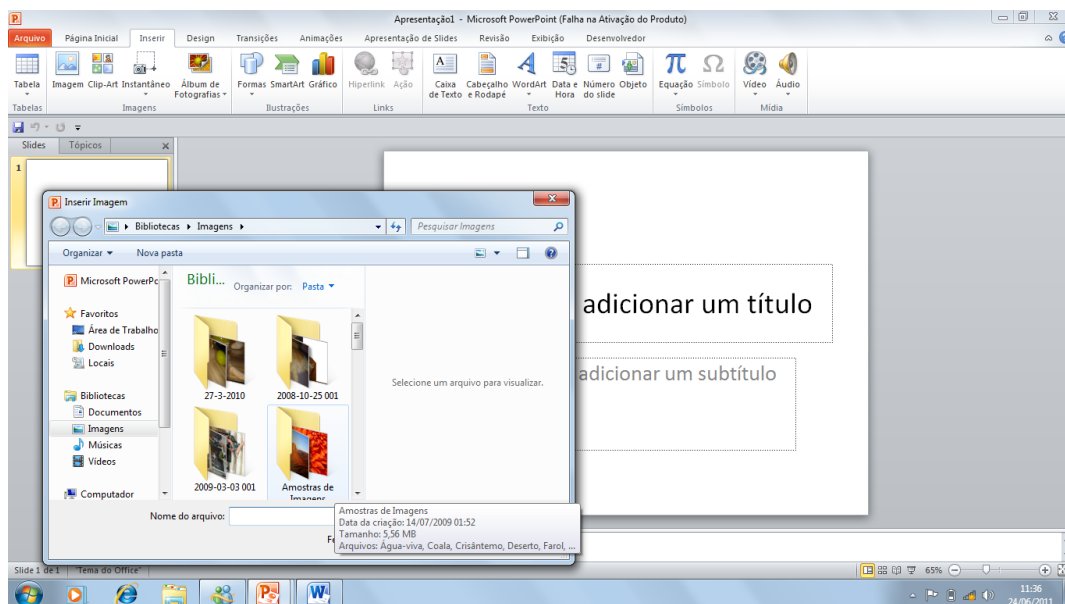 Apresentação1 - Microsoft PowerPoint (Falha na Ativação do Produto)
Arquivo Página Inicial Inserir Design Transições Animações Apresentação de Slides Revisão Exibição Desenvolvedor
Tabela Imagem Clip-Art Instantâneo Álbum de Fotografias Formas SmartArt Gráfico Hiperlink Ação Caixa de Texto Cabeçalho e Rodapé WordArt Data e Hora Número do slide Objeto Equação Símbolo Vídeo Áudio
Tabelas Imagens Ilustrações Links Texto Símbolos Mídia
Slides Tópicos
1
Inserir Imagem
Bibliotecas Imagens
Pesquisar Imagens
Organizar Nova pasta
Microsoft PowerPo
Favoritos
Área de Trabalho
Downloads
Locais
Bibliotecas
Documentos
Imagens
Músicas
Vídeos
Computador
Bibli... Organizar por: Pasta
27-3-2010 2008-10-25 001
2009-03-03 001 Amostras de
Imagens
Selecione um arquivo para visualizar.
Nome do arquivo:
Amostras de Imagens
Data da criação: 14/07/2009 01:52
Tamanho: 5,56 MB
Arquivos: Água-viva, Coala, Crisântemo, Deserto, Farol, ...
adicionar um título
adicionar um subtítulo
Slide 1 de 1 "Tema do Office" 65%
11:36
24/06/2011